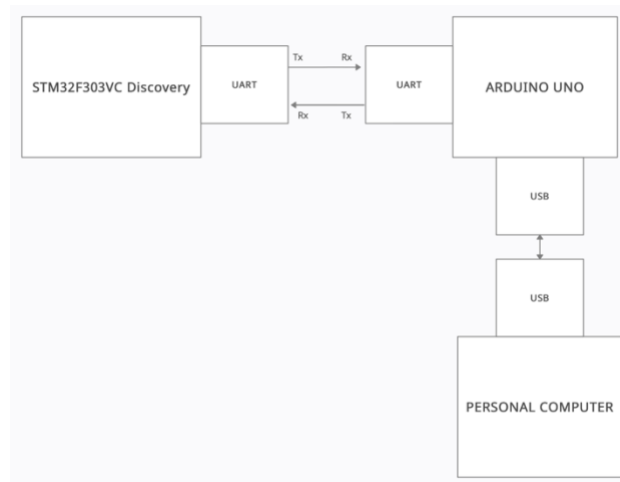 STM32F303VC Discovery
UART
Tx
Rx
Rx
Tx
UART
ARDUINO UNO
USB
USB
PERSONAL COMPUTER